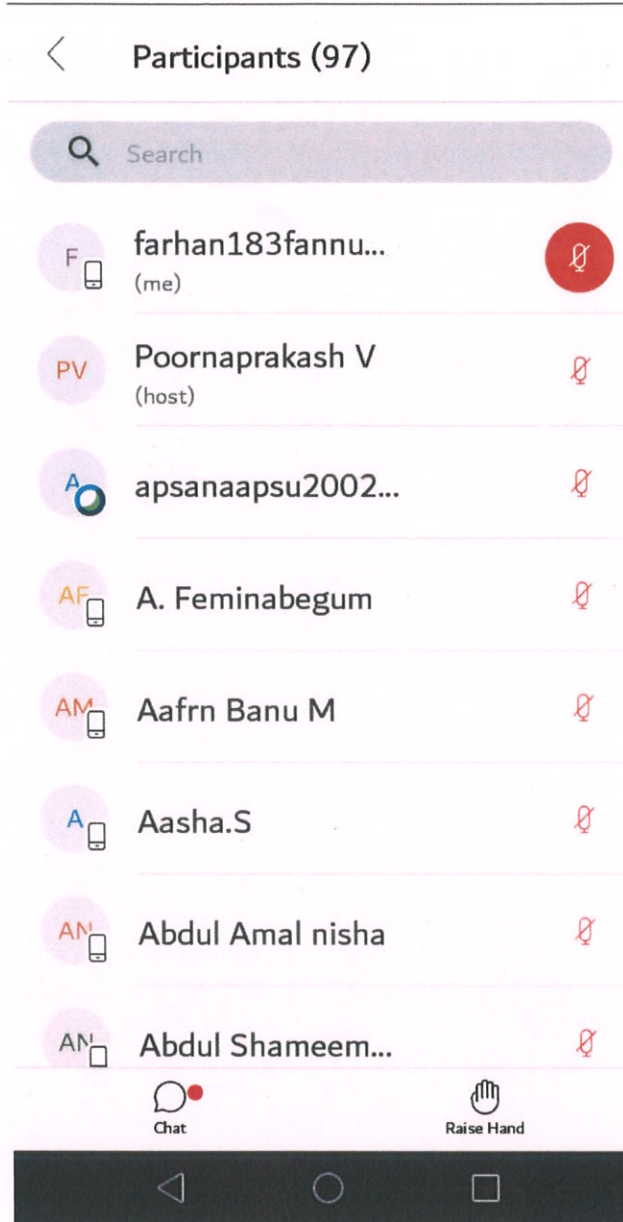 Participants (97)
Search
F
farhan183fannu...
(me)
PV
Poornaprakash V
(host)
A
apsanaapsu2002...
AF
A. Feminabegum
AM
Aafrn Banu M
A
Aasha.S
AN
Abdul Amal nisha
AN
Abdul Shameem...
Chat
Raise Hand